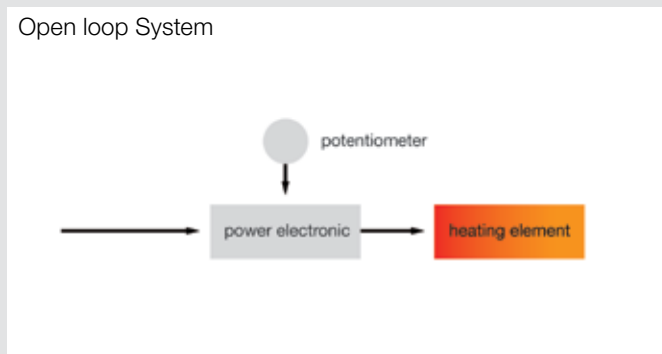 Open loop System
potentiometer
power electronic
heating element